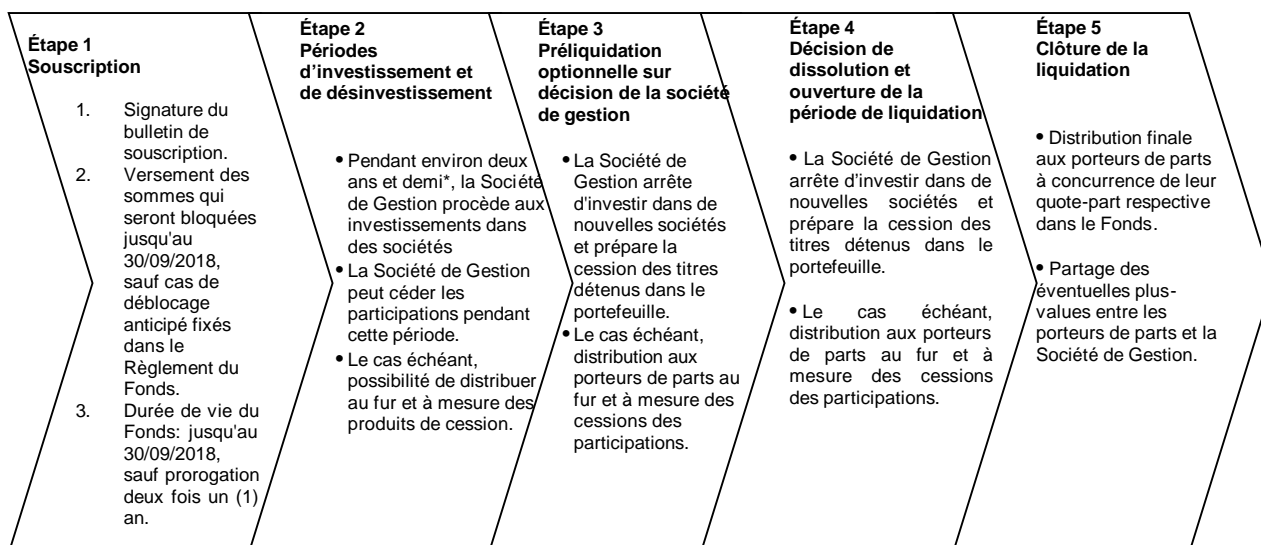 Étape 1
Souscription
1. Signature du
bulletin de
souscription.
2. Versement des
sommes qui
seront bloquées
jusqu'au
30/09/2018,
sauf cas de
déblocage
anticipé fixés
dans le
Règlement du
Fonds.
3. Durée de vie du
Fonds: jusqu'au
30/09/2018,
sauf prorogation
deux fois un (1)
an.
Étape 2
Périodes
d’investissement et
de désinvestissement
• Pendant environ deux
ans et demi*, la Société
de Gestion procède aux
investissements dans
des sociétés
• La Société de Gestion
peut céder les
participations pendant
cette période.
• Le cas échéant,
possibilité de distribuer
au fur et à mesure des
produits de cession.
Étape 3
Préliquidation
optionnelle sur
décision de la société
de gestion
• La Société de
Gestion arrête
d'investir dans de
nouvelles sociétés
et prépare la
cession des titres
détenus dans le
portefeuille.
• Le cas échéant,
distribution aux
porteurs de parts au
fur et à mesure des
cessions des
participations.
Étape 4
Décision de
dissolution et
ouverture de la
période de liquidation
• La Société de Gestion
arrête d’investir dans de
nouvelles sociétés et
prépare la cession des
titres détenus dans le
portefeuille.
• Le cas échéant,
distribution aux porteurs
de parts au fur et à
mesure des cessions
des participations.
Étape 5
Clôture de la
liquidation
• Distribution finale
aux porteurs de parts
à concurrence de leur
quote-part respective
dans le Fonds.
• Partage des
éventuelles plus-
values entre les
porteurs de parts et la
Société de Gestion.